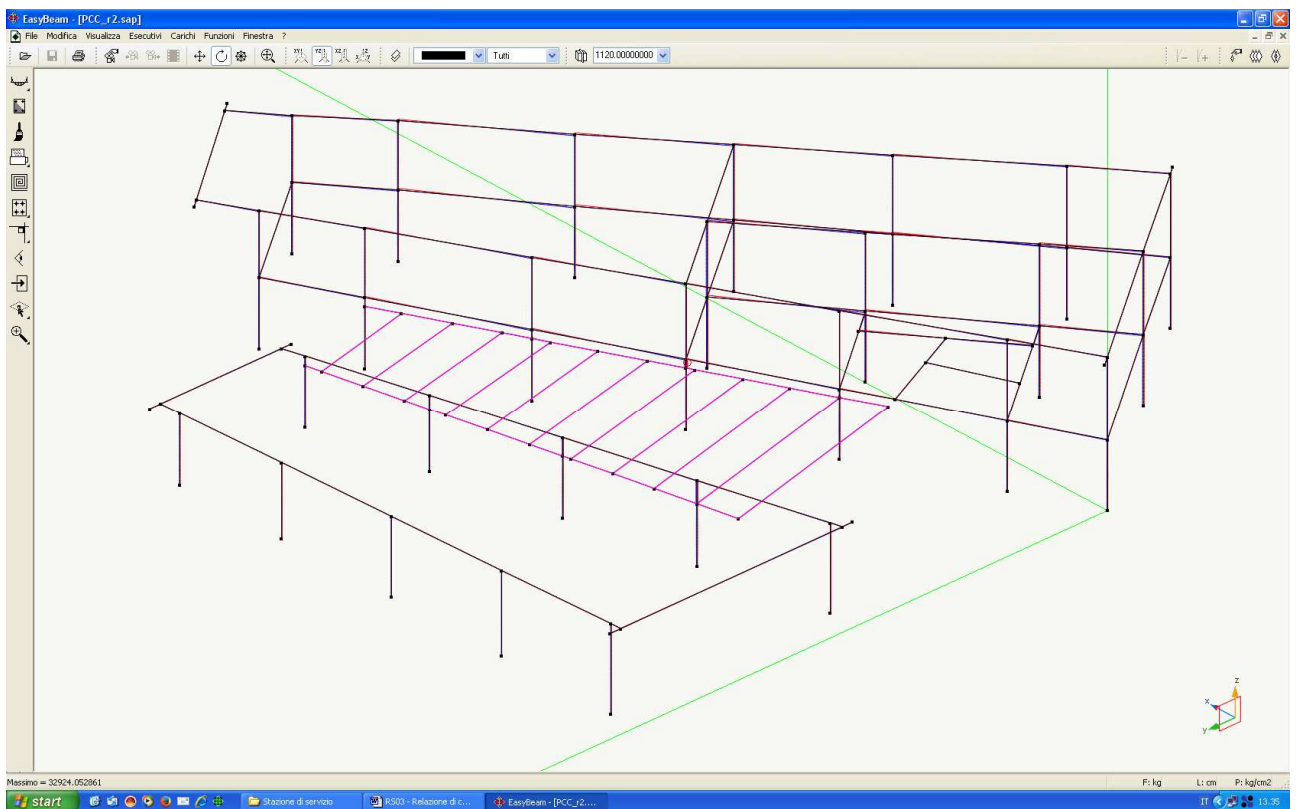 EasyBeam - [PCC_r2.sap]
File Modifica Visualizza Esecutivi Carichi Funzioni Finestra ?
Tutti
1120.00000000
z
x
y
Massimo = 32924.052861
F: kg L: cm P: kg/cm2
start Stazione di servizio RS03 - Relazione di c... EasyBeam - [PCC_r2.... IT 13.35